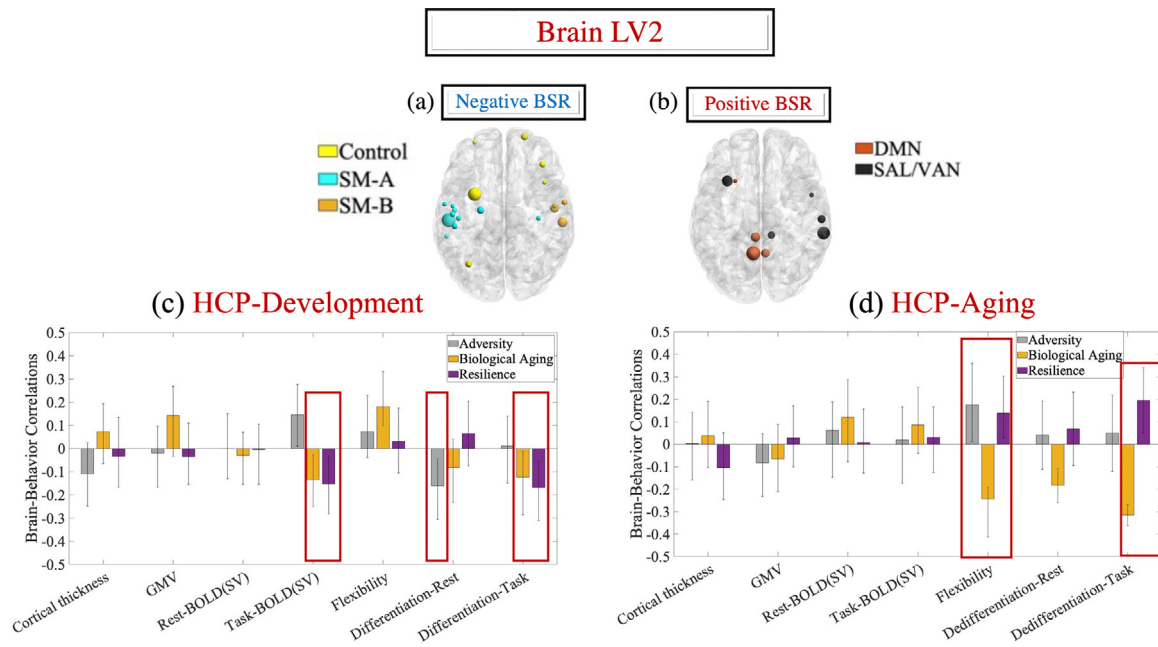 Brain LV2
(a) Negative BSR
(b) Positive BSR
Control
SM-A
SM-B
DMN
SAL/VAN
(c) HCP-Development
Brain-Behavior Correlations
0.5
0.4
0.3
0.2
0.1
0
-0.1
-0.2
-0.3
-0.4
-0.5
Adversity
Biological Aging
Resilience
Cortical thickness
GMV
Rest-BOLD(SV)
Task-BOLD(SV)
Flexibility
Differentiation-Rest
Differentiation-Task
(d) HCP-Aging
Brain-Behavior Correlations
0.5
0.4
0.3
0.2
0.1
0
-0.1
-0.2
-0.3
-0.4
-0.5
Adversity
Biological Aging
Resilience
Cortical thickness
GMV
Rest-BOLD(SV)
Task-BOLD(SV)
Flexibility
Dedifferentiation-Rest
Dedifferentiation-Task